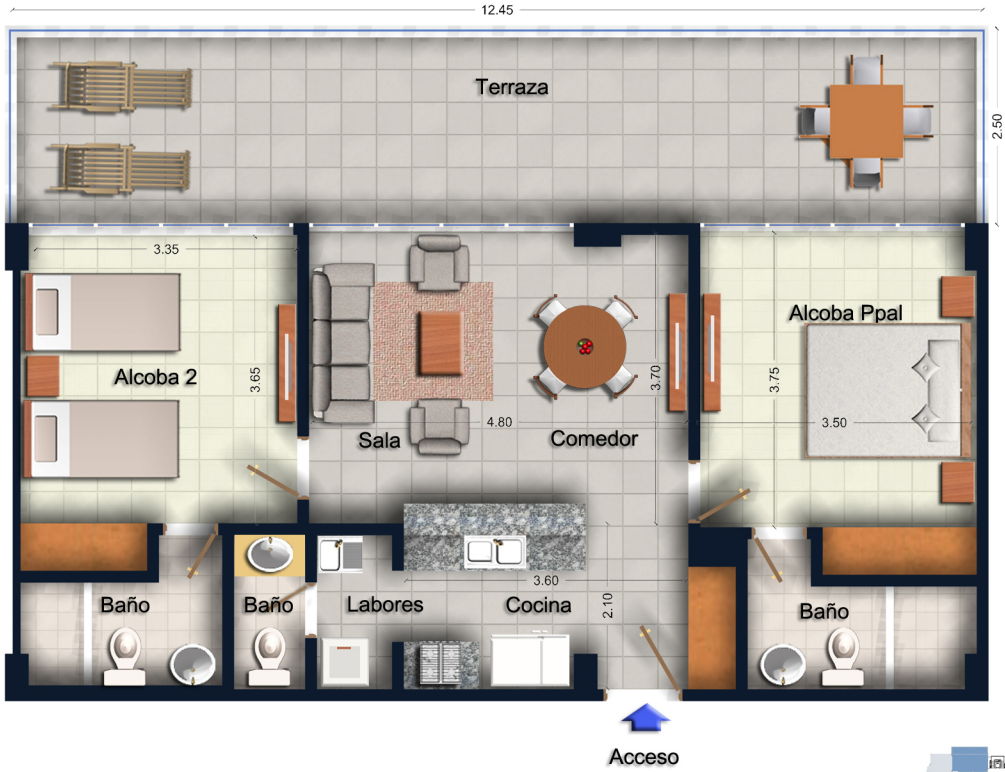 12.45
Terraza
2.50
3.35
Alcoba Ppal
Alcoba 2
3.65
3.70
3.75
4.80
3.50
Sala
Comedor
3.60
Baño
Baño
Labores
Cocina
2.10
Baño
Acceso